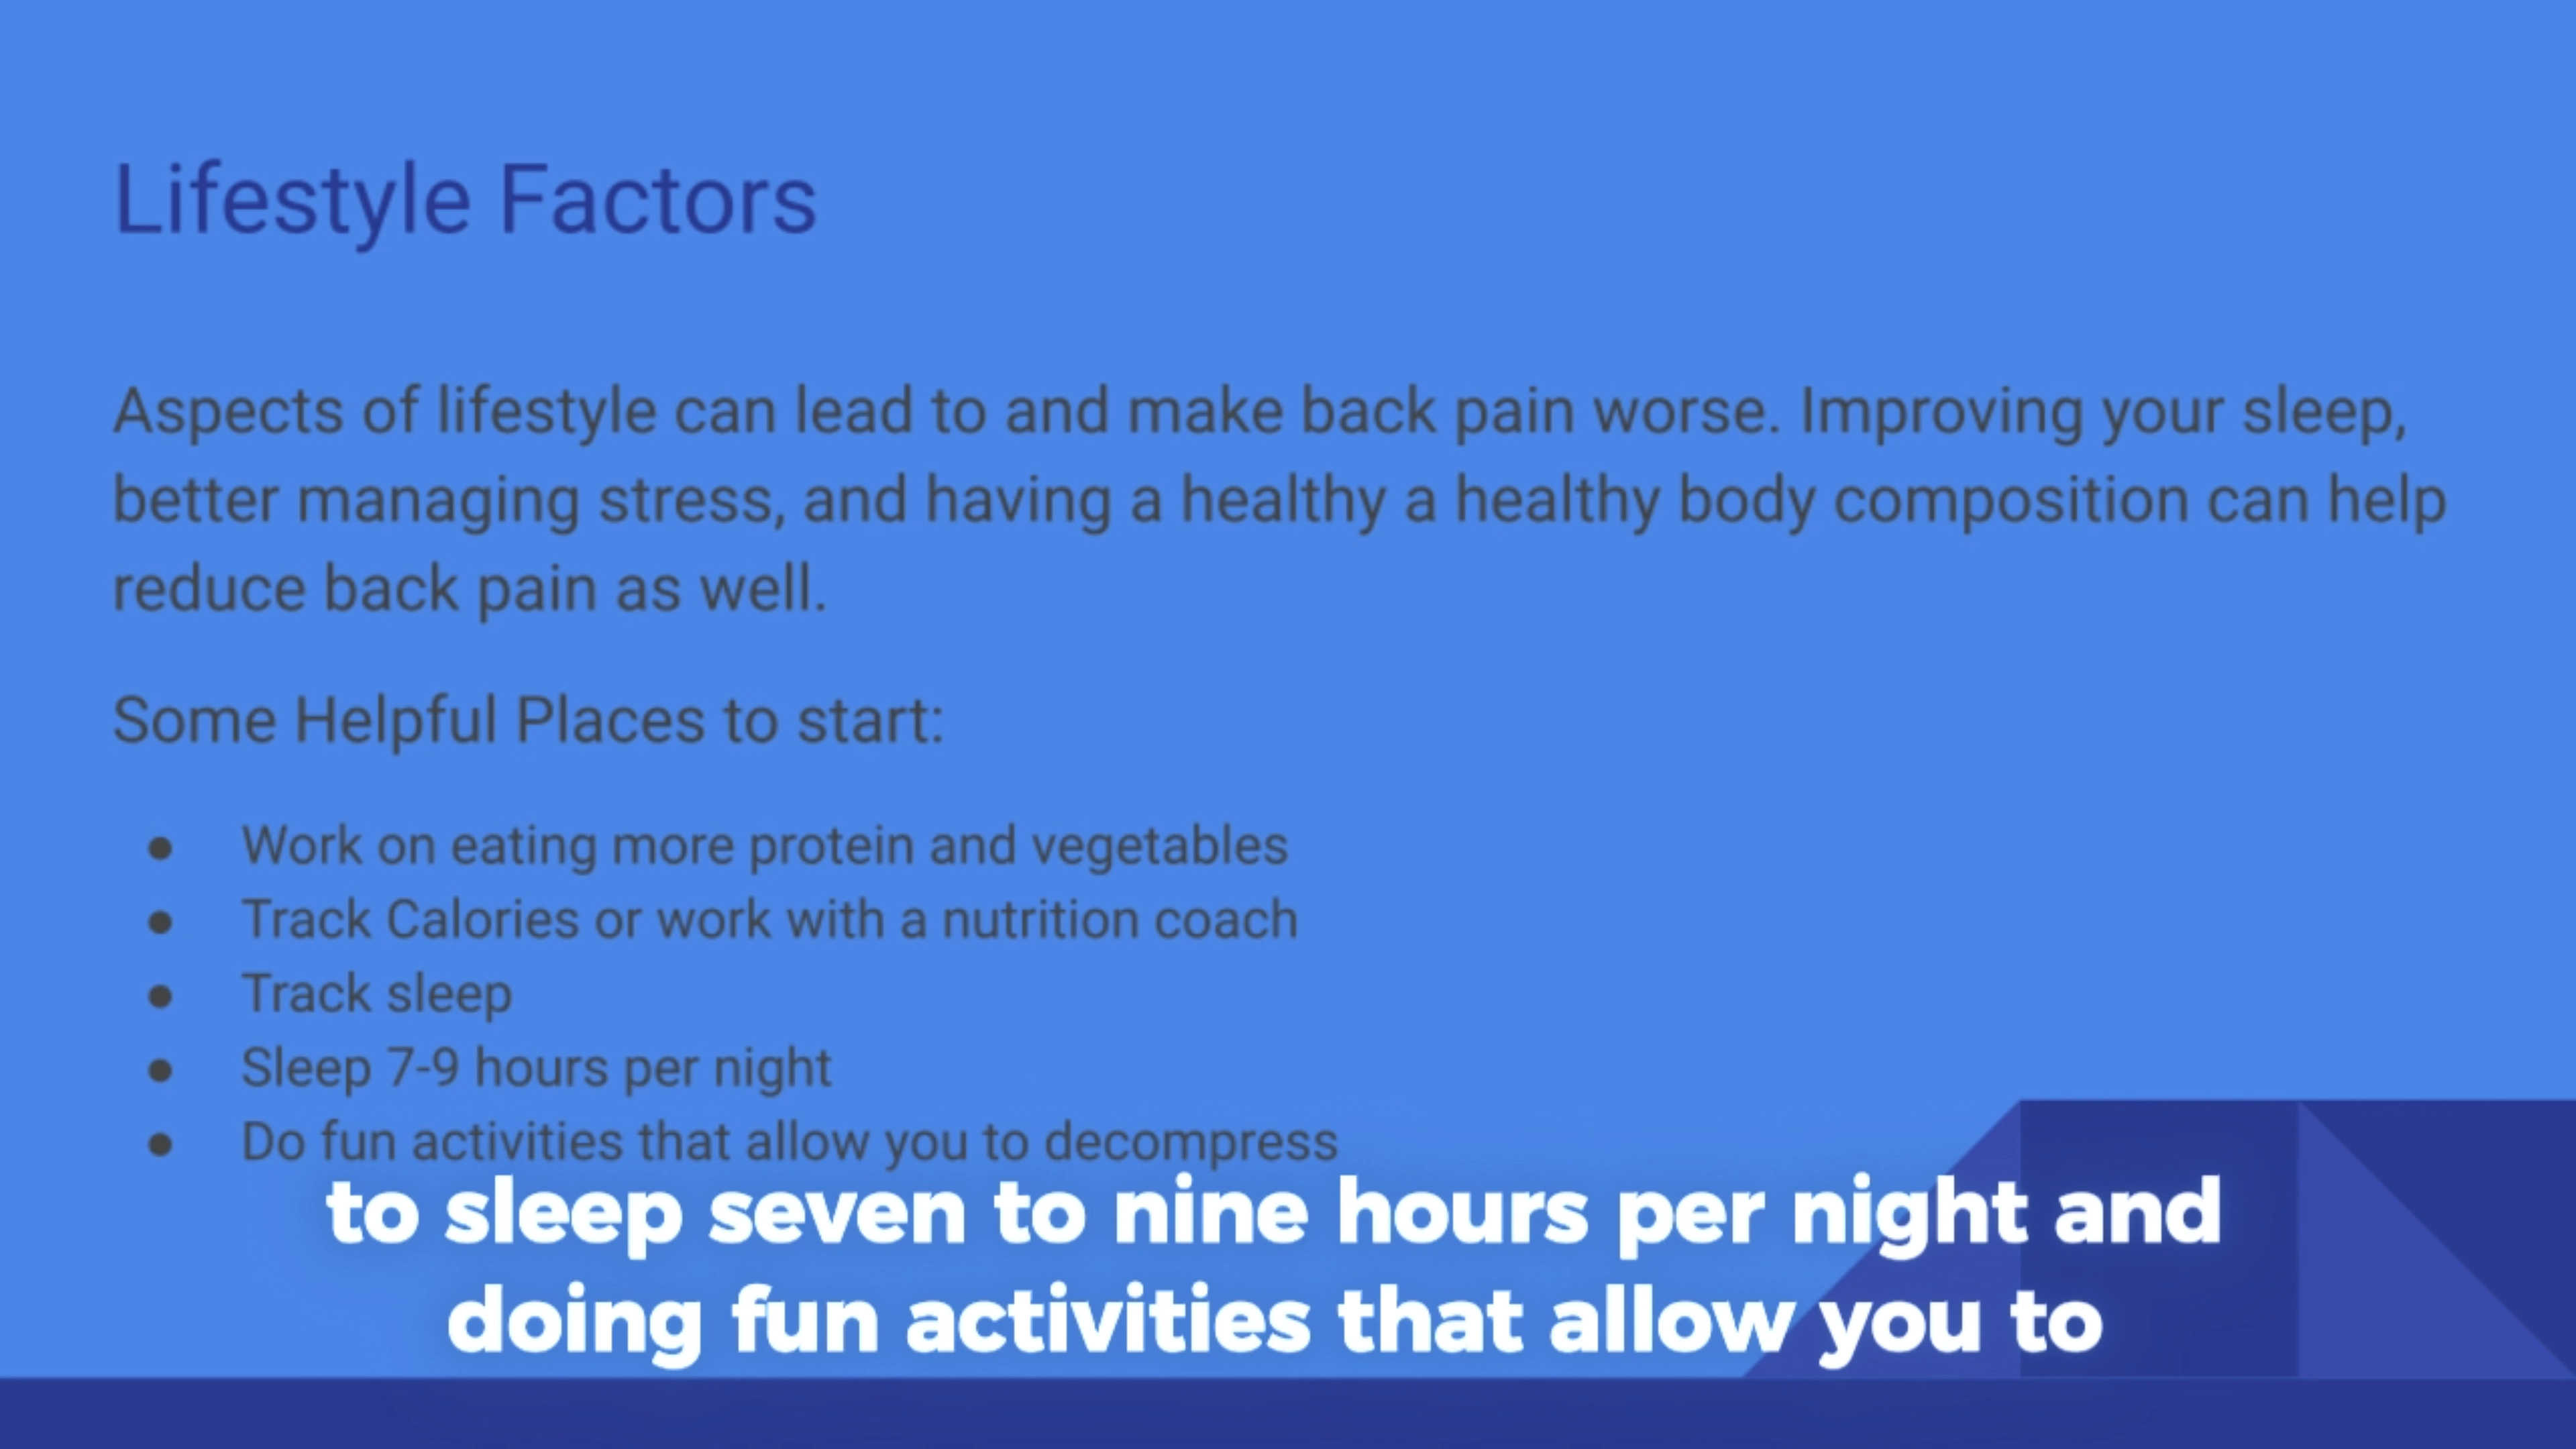 Lifestyle Factors
Aspects of lifestyle can lead to and make back pain worse. Improving your sleep,
better managing stress, and having a healthy a healthy body composition can help
reduce back pain as well.
Some Helpful Places to start:
● Work on eating more protein and vegetables
● Track Calories or work with a nutrition coach
● Track sleep
● Sleep 7-9 hours per night
● Do fun activities that allow you to decompress
to sleep seven to nine hours per night and
doing fun activities that allow you to